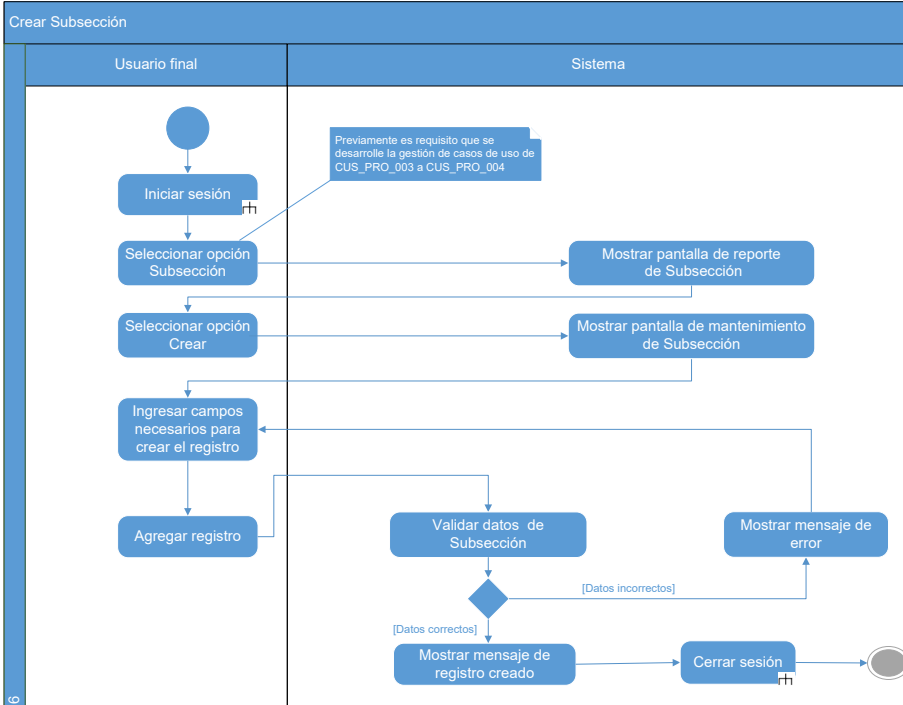 Crear Subsección
Usuario final
Sistema
Previamente es requisito que se
desarrolle la gestión de casos de uso de
CUS_PRO_003 a CUS_PRO_004
Iniciar sesión
Seleccionar opción
Subsección
Mostrar pantalla de reporte
de Subsección
Seleccionar opción
Crear
Mostrar pantalla de mantenimiento
de Subsección
Ingresar campos
necesarios para
crear el registro
Agregar registro
Validar datos de
Subsección
Mostrar mensaje de
error
[Datos incorrectos]
[Datos correctos]
Mostrar mensaje de
registro creado
Cerrar sesión